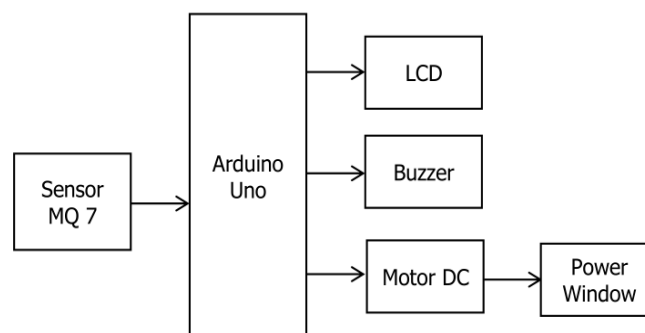 LCD
Arduino
Uno
Buzzer
Sensor
MQ 7
Motor DC
Power
Window